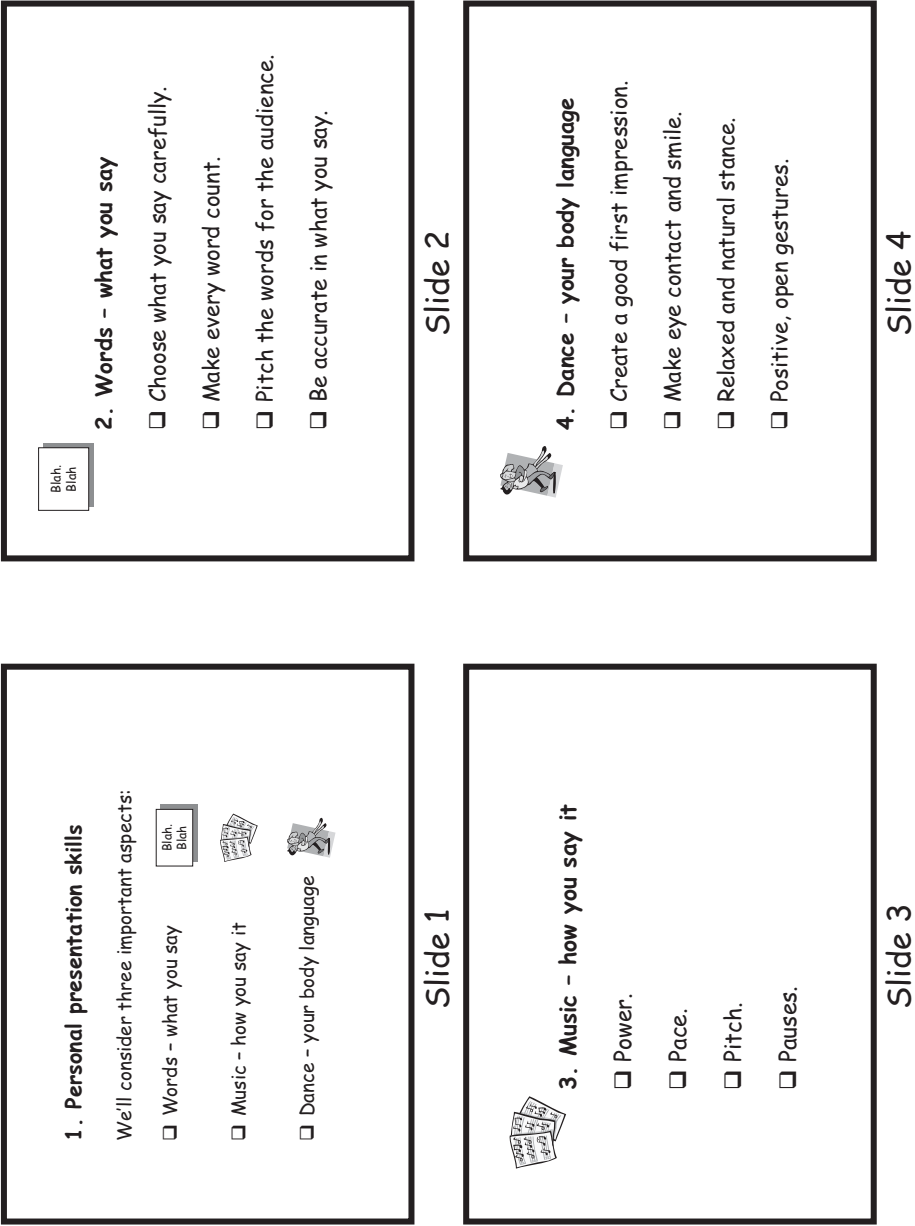 1. Personal presentation skills
We'll consider three important aspects:
❑ Words – what you say
Blah.
Blah
❑ Music – how you say it
❑ Dance – your body language
Slide 1
Blah.
Blah
2. Words – what you say
❑ Choose what you say carefully.
❑ Make every word count.
❑ Pitch the words for the audience.
❑ Be accurate in what you say.
Slide 2
3. Music – how you say it
❑ Power.
❑ Pace.
❑ Pitch.
❑ Pauses.
Slide 3
4. Dance – your body language
❑ Create a good first impression.
❑ Make eye contact and smile.
❑ Relaxed and natural stance.
❑ Positive, open gestures.
Slide 4